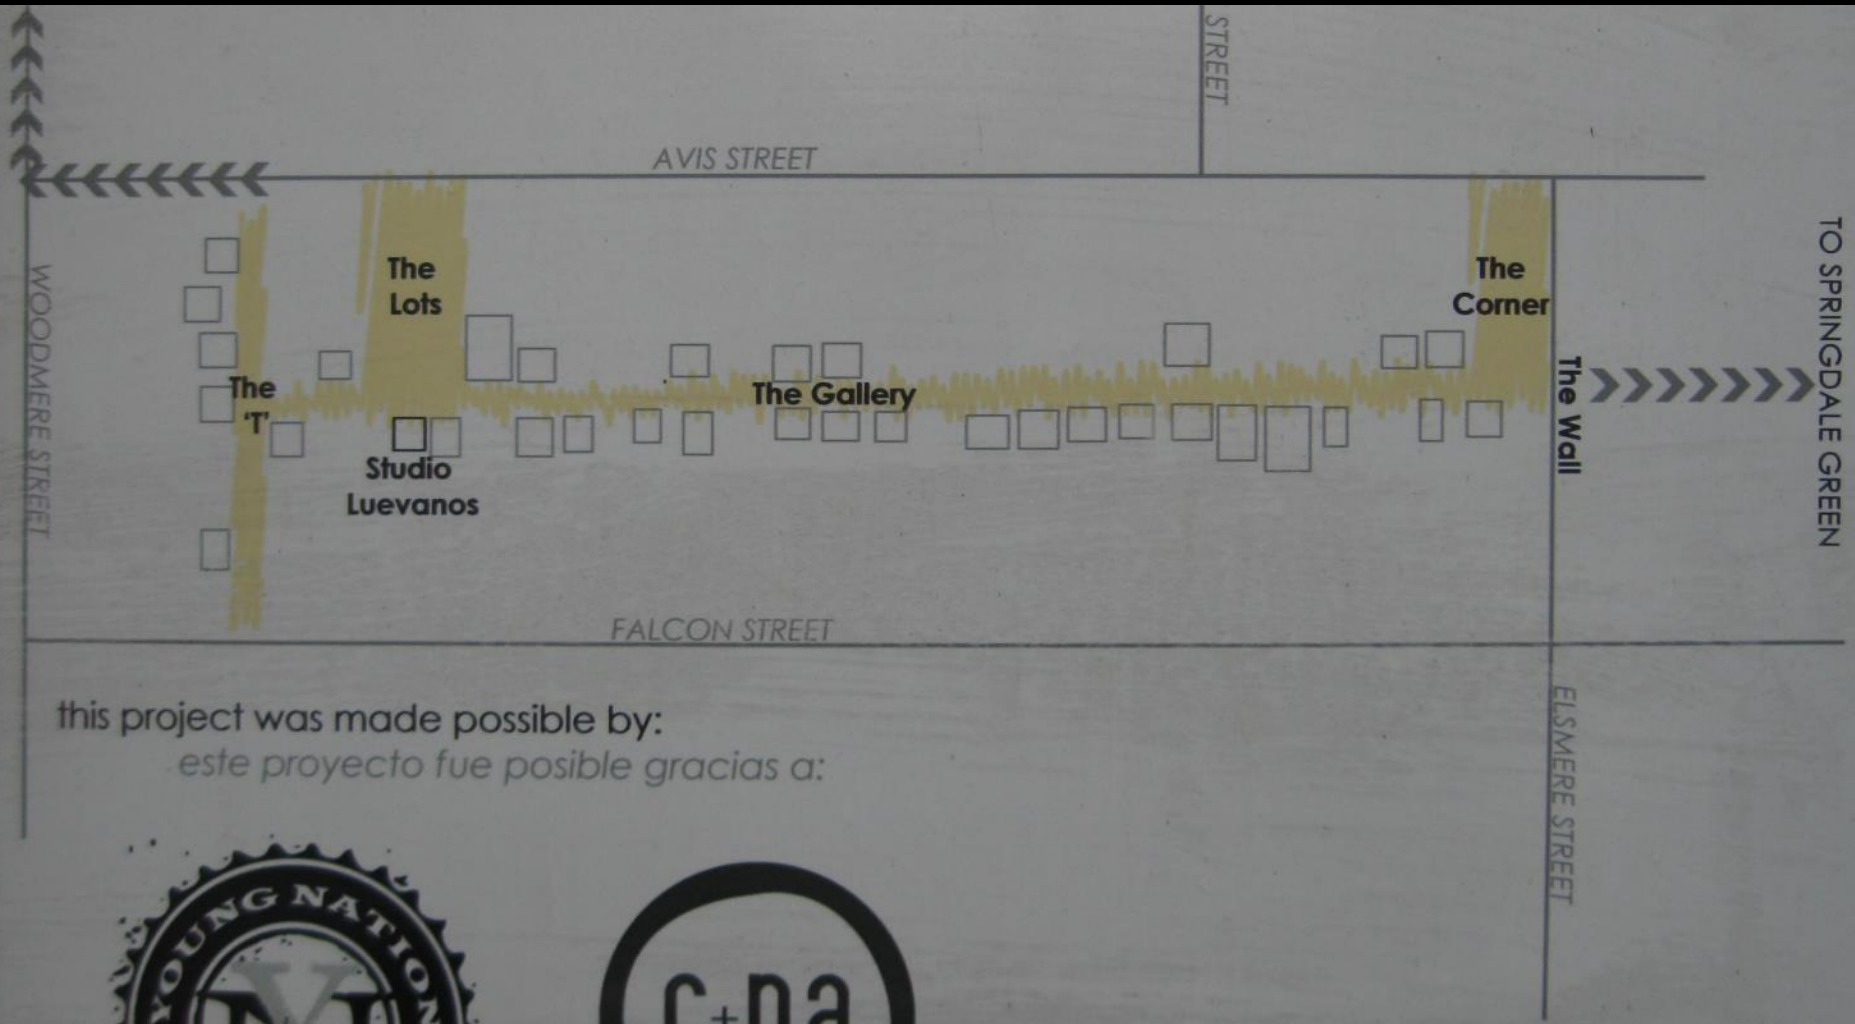 STREET
AVIS STREET
The
Lots
The
Corner
WOODMERE STREET
TO SPRINGDALE GREEN
The
'T'
The Gallery
The Wall
Studio
Luevanos
FALCON STREET
ELSMERE STREET
this project was made possible by:
este proyecto fue posible gracias a:
YOUNG NATION
c+na